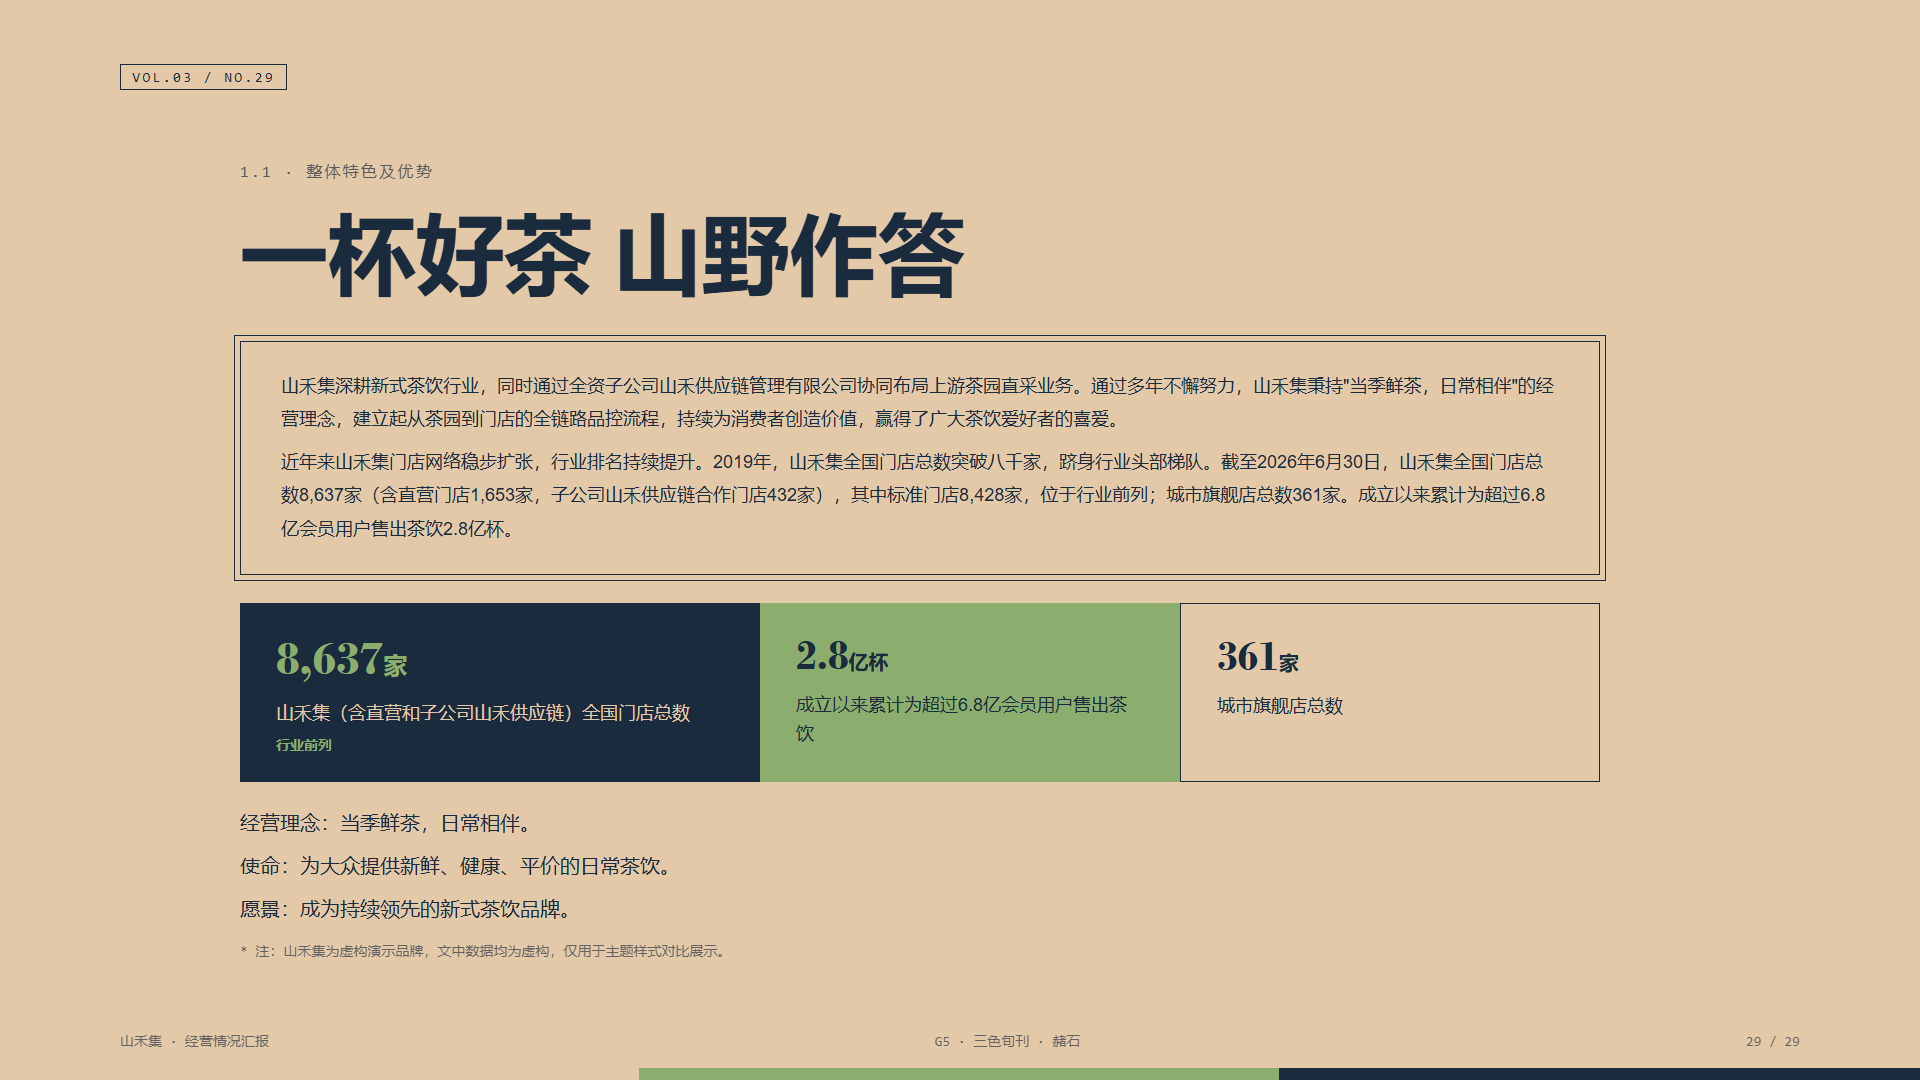 VOL.03 / NO.29
1.1 · 整体特色及优势
一杯好茶 山野作答
山禾集深耕新式茶饮行业，同时通过全资子公司山禾供应链管理有限公司协同布局上游茶园直采业务。通过多年不懈努力，山禾集秉持"当季鲜茶，日常相伴"的经
营理念，建立起从茶园到门店的全链路品控流程，持续为消费者创造价值，赢得了广大茶饮爱好者的喜爱。
近年来山禾集门店网络稳步扩张，行业排名持续提升。2019年，山禾集全国门店总数突破八千家，跻身行业头部梯队。截至2026年6月30日，山禾集全国门店总
数8,637家（含直营门店1,653家，子公司山禾供应链合作门店432家），其中标准门店8,428家，位于行业前列；城市旗舰店总数361家。成立以来累计为超过6.8
亿会员用户售出茶饮2.8亿杯。
8,637家
山禾集（含直营和子公司山禾供应链）全国门店总数
行业前列
2.8亿杯
成立以来累计为超过6.8亿会员用户售出茶
饮
361家
城市旗舰店总数
经营理念：当季鲜茶，日常相伴。
使命：为大众提供新鲜、健康、平价的日常茶饮。
愿景：成为持续领先的新式茶饮品牌。
* 注：山禾集为虚构演示品牌，文中数据均为虚构，仅用于主题样式对比展示。
山禾集 · 经营情况汇报
G5 · 三色旬刊 · 赭石
29 / 29